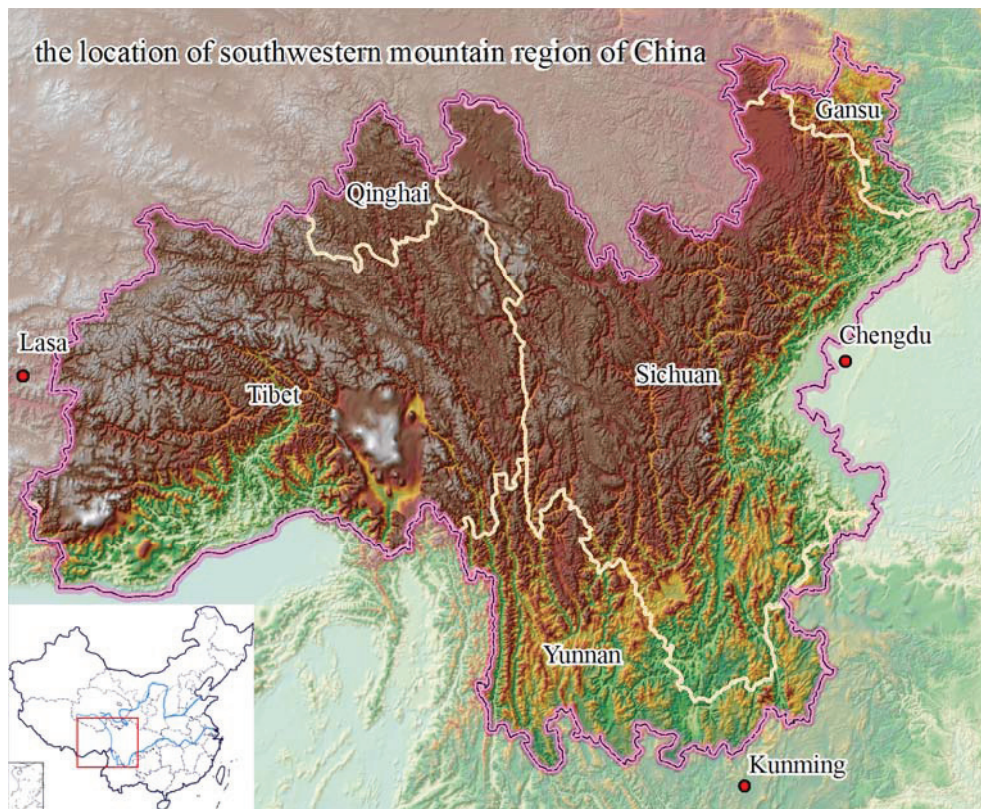 the location of southwestern mountain region of China
Gansu
Qinghai
Lasa
Chengdu
Tibet
Sichuan
Yunnan
Kunming